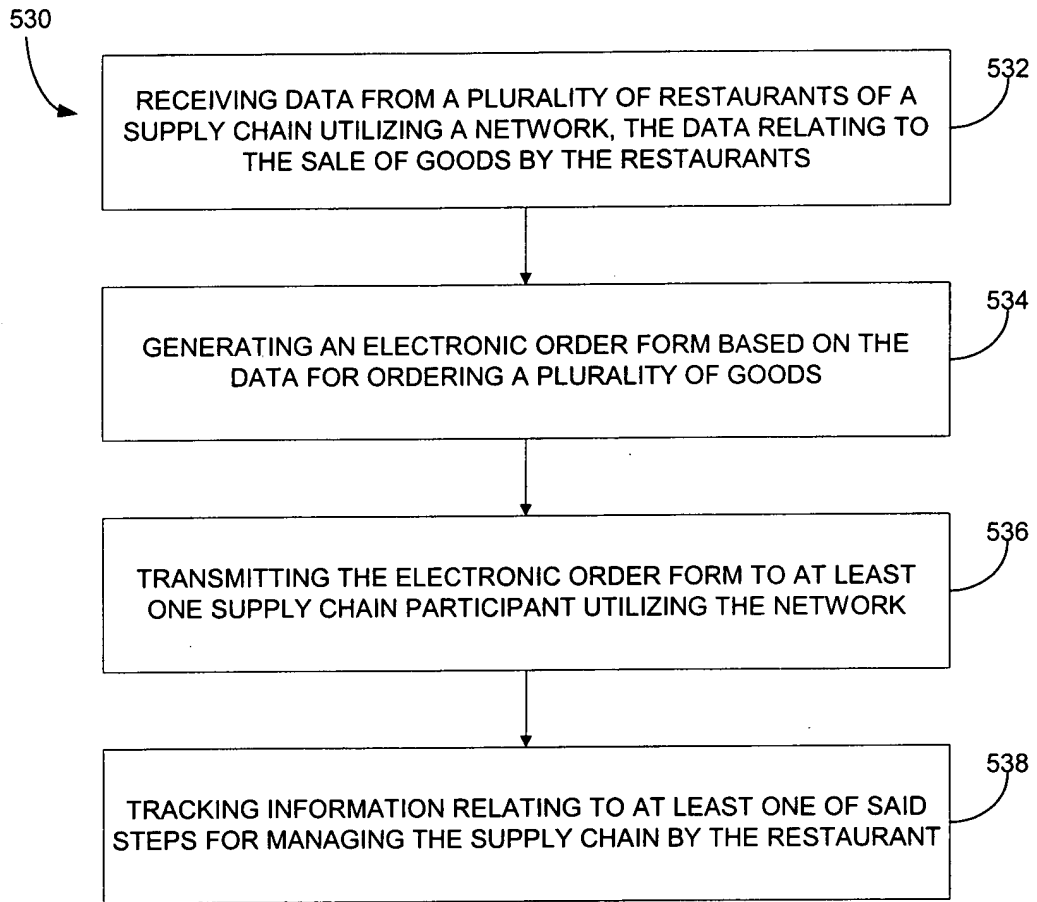 530
532
RECEIVING DATA FROM A PLURALITY OF RESTAURANTS OF A
SUPPLY CHAIN UTILIZING A NETWORK, THE DATA RELATING TO
THE SALE OF GOODS BY THE RESTAURANTS
534
GENERATING AN ELECTRONIC ORDER FORM BASED ON THE
DATA FOR ORDERING A PLURALITY OF GOODS
536
TRANSMITTING THE ELECTRONIC ORDER FORM TO AT LEAST
ONE SUPPLY CHAIN PARTICIPANT UTILIZING THE NETWORK
538
TRACKING INFORMATION RELATING TO AT LEAST ONE OF SAID
STEPS FOR MANAGING THE SUPPLY CHAIN BY THE RESTAURANT